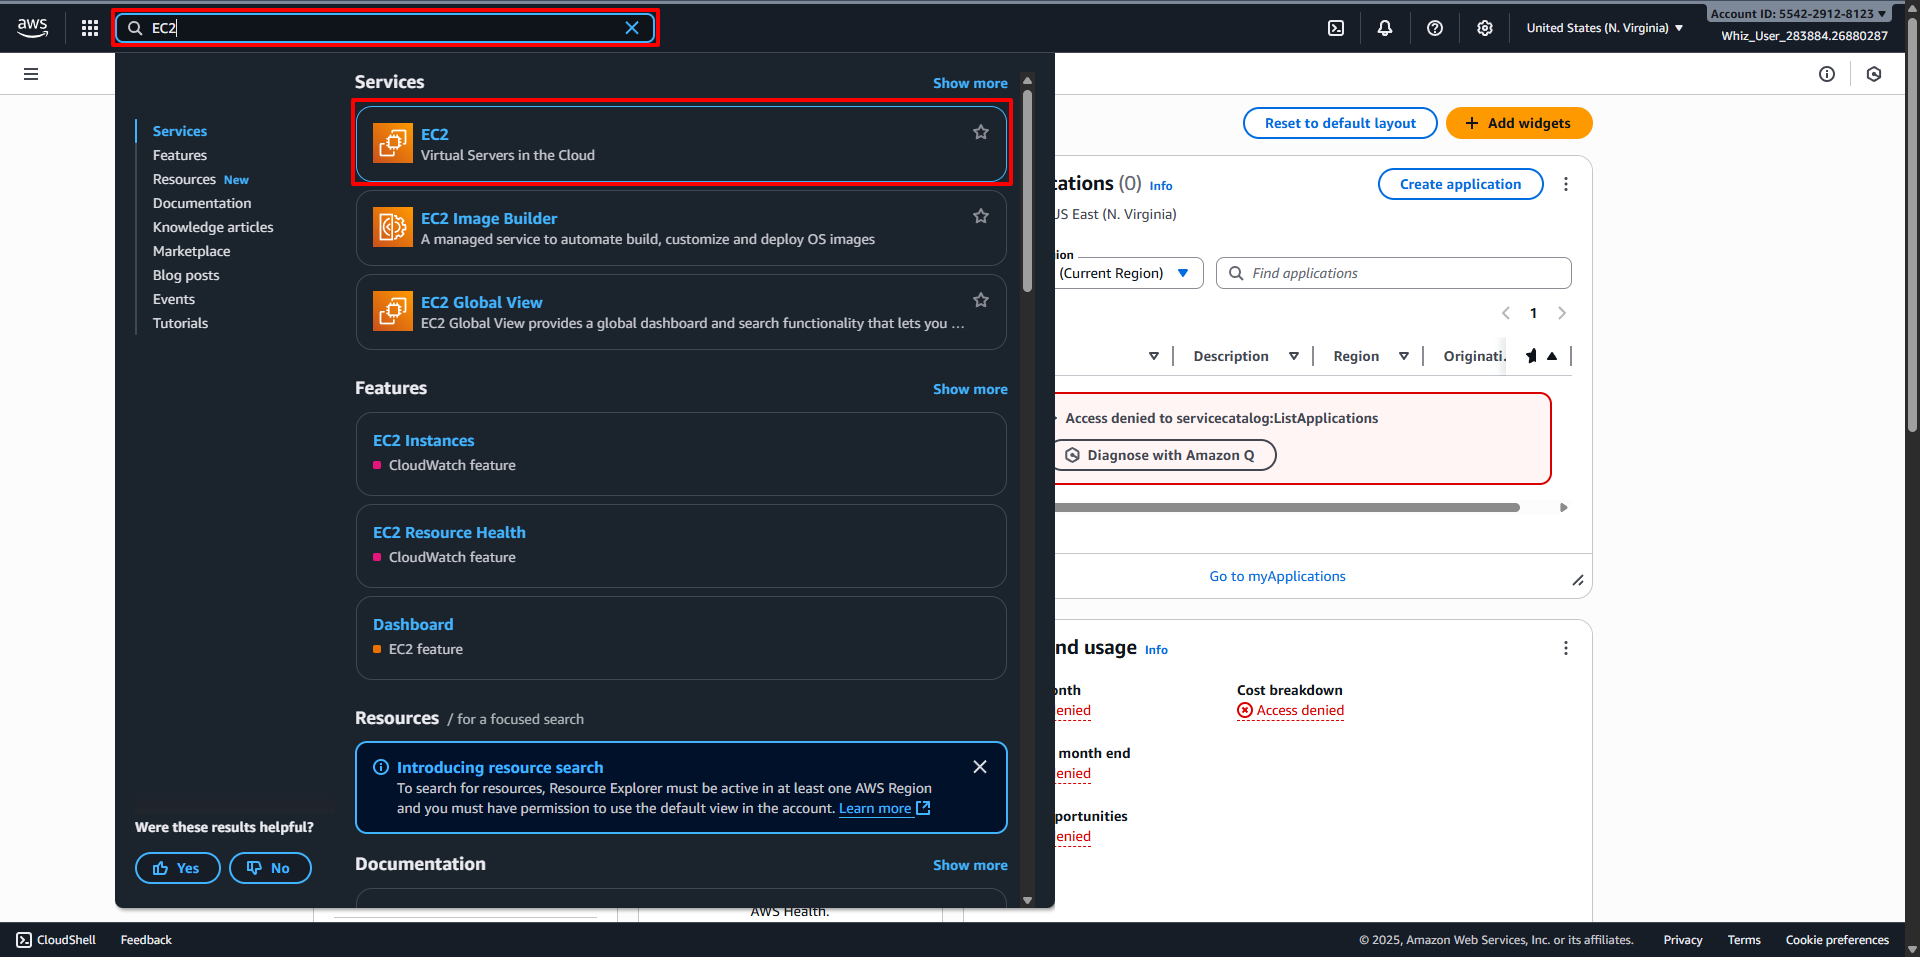 aws
EC2
United States (N. Virginia)
Account ID: 5542-2912-8123
Whiz_User_283884.26880287
Services
Features
Resources New
Documentation
Knowledge articles
Marketplace
Blog posts
Events
Tutorials
Were these results helpful?
Yes
No
Services
Show more
EC2
Virtual Servers in the Cloud
EC2 Image Builder
A managed service to automate build, customize and deploy OS images
EC2 Global View
EC2 Global View provides a global dashboard and search functionality that lets you ...
Features
Show more
EC2 Instances
CloudWatch feature
EC2 Resource Health
CloudWatch feature
Dashboard
EC2 feature
Resources / for a focused search
Introducing resource search
To search for resources, Resource Explorer must be active in at least one AWS Region
and you must have permission to use the default view in the account. Learn more
Documentation
Show more
Reset to default layout
+ Add widgets
cations (0) Info
Create application
US East (N. Virginia)
ion
(Current Region)
Find applications
1
Description
Region
Originati.
Access denied to servicecatalog:ListApplications
Diagnose with Amazon Q
Go to myApplications
nd usage Info
onth
enied
Cost breakdown
Access denied
month end
enied
portunities
enied
AWS Health.
CloudShell
Feedback
© 2025, Amazon Web Services, Inc. or its affiliates.
Privacy
Terms
Cookie preferences